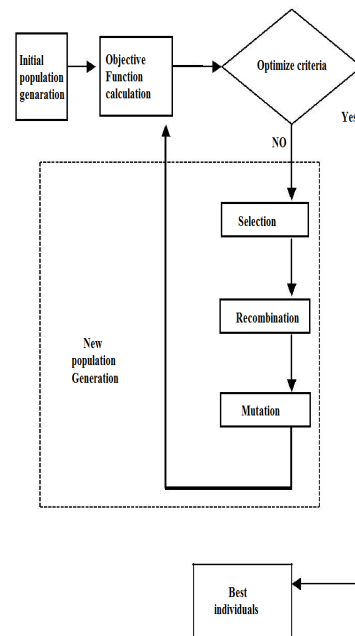 Initial
population
genaration
Objective
Function
calculation
Optimize criteria
Yes
NO
Selection
Recombination
New
population
Generation
Mutation
Best
individuals